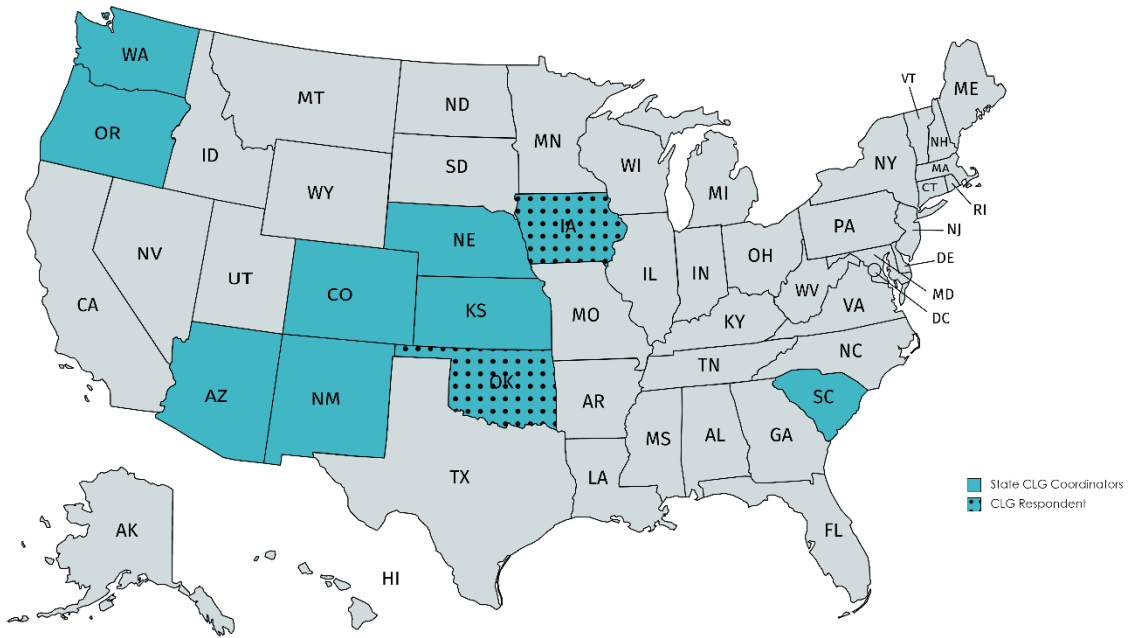 WA
MT
ND
MN
VT
ME
OR
ID
SD
WI
NH
NY
MA
WY
MI
CT
RI
IA
PA
NJ
NE
NV
OH
DE
UT
IL
IN
CO
WV
MD
CA
KS
VA
MO
DC
KY
NC
TN
OK
AZ
NM
SC
AR
MS
AL
GA
TX
LA
State CLG Coordinators
CLG Respondent
AK
FL
HI